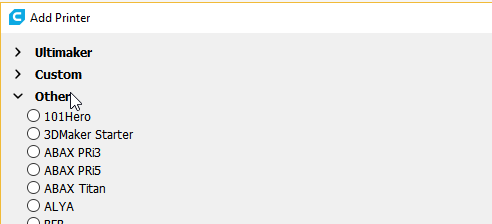 Add Printer
Ultimaker
Custom
Other
101Hero
3DMaker Starter
ABAX PRi3
ABAX PRi5
ABAX Titan
ALYA